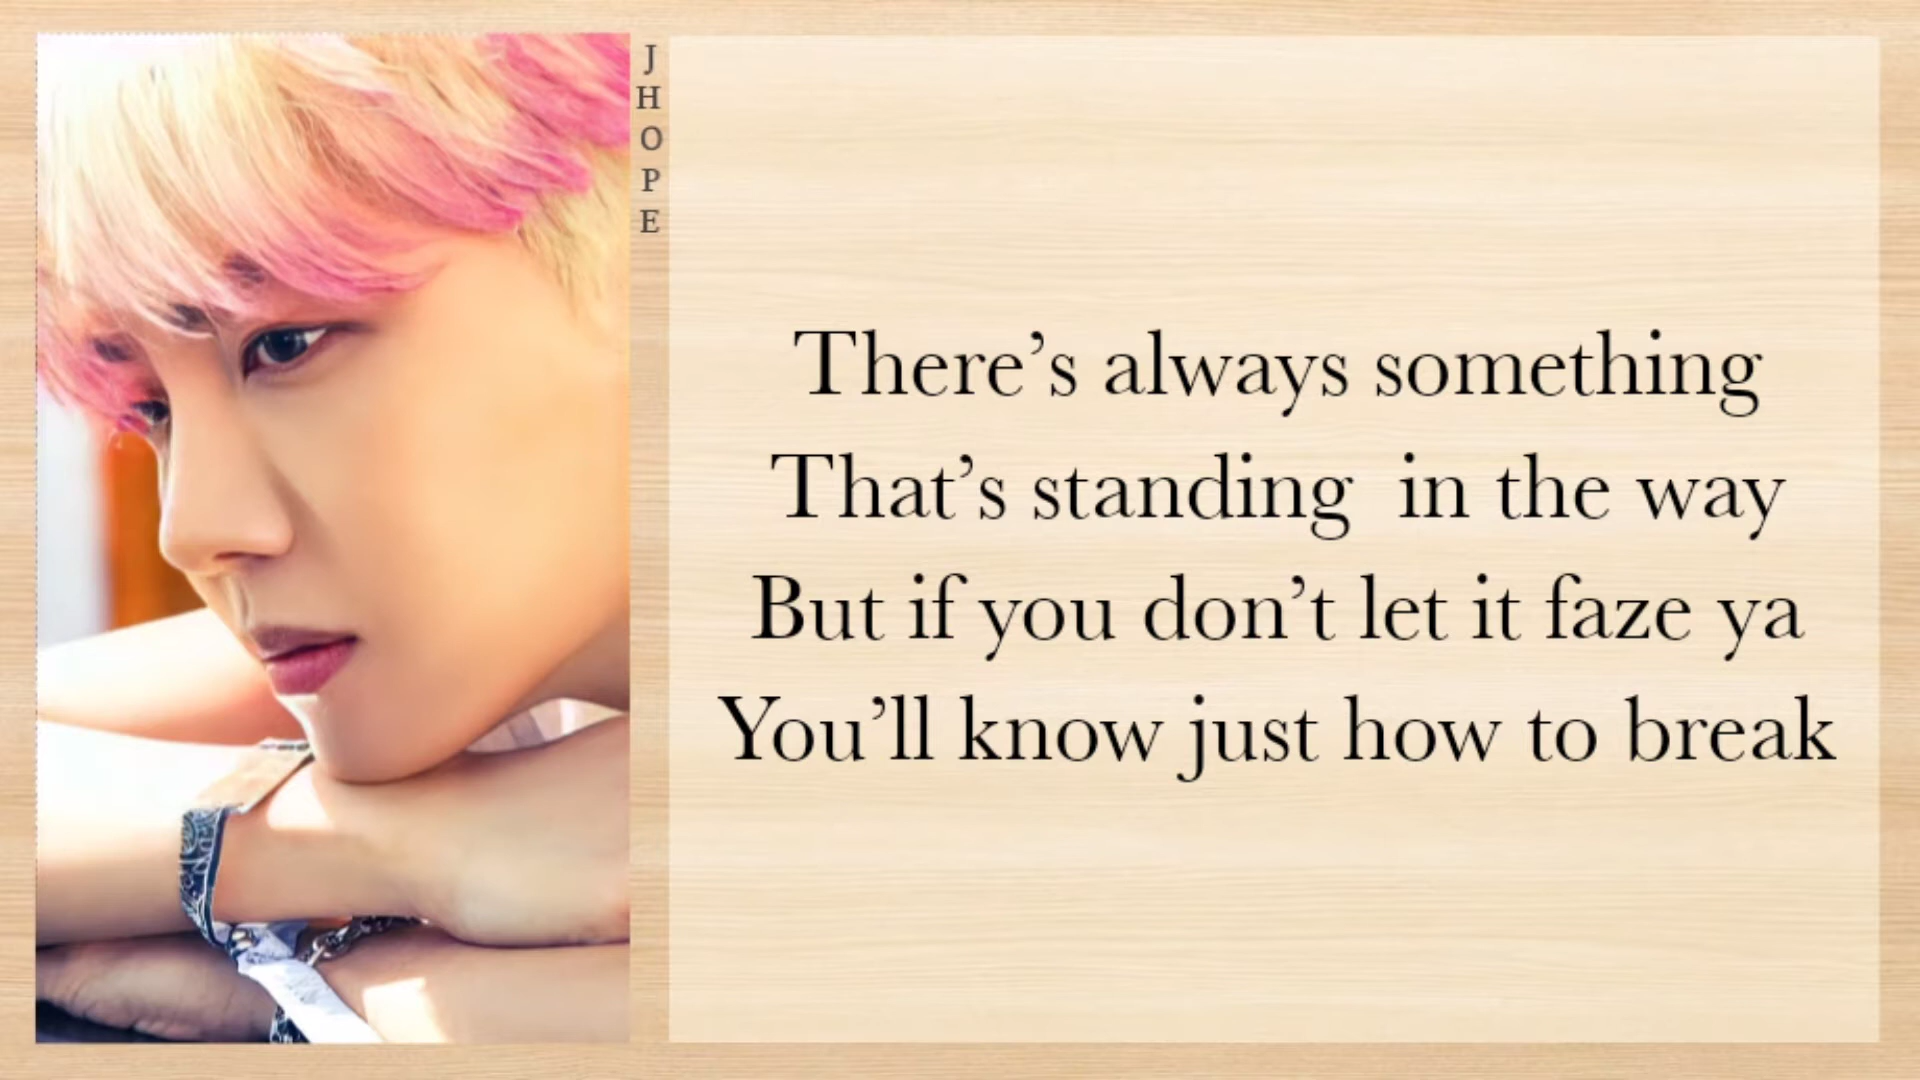 J
H
O
P
E
There’s always something
That’s standing  in the way
But if you don’t let it faze ya
You’ll know just how to break